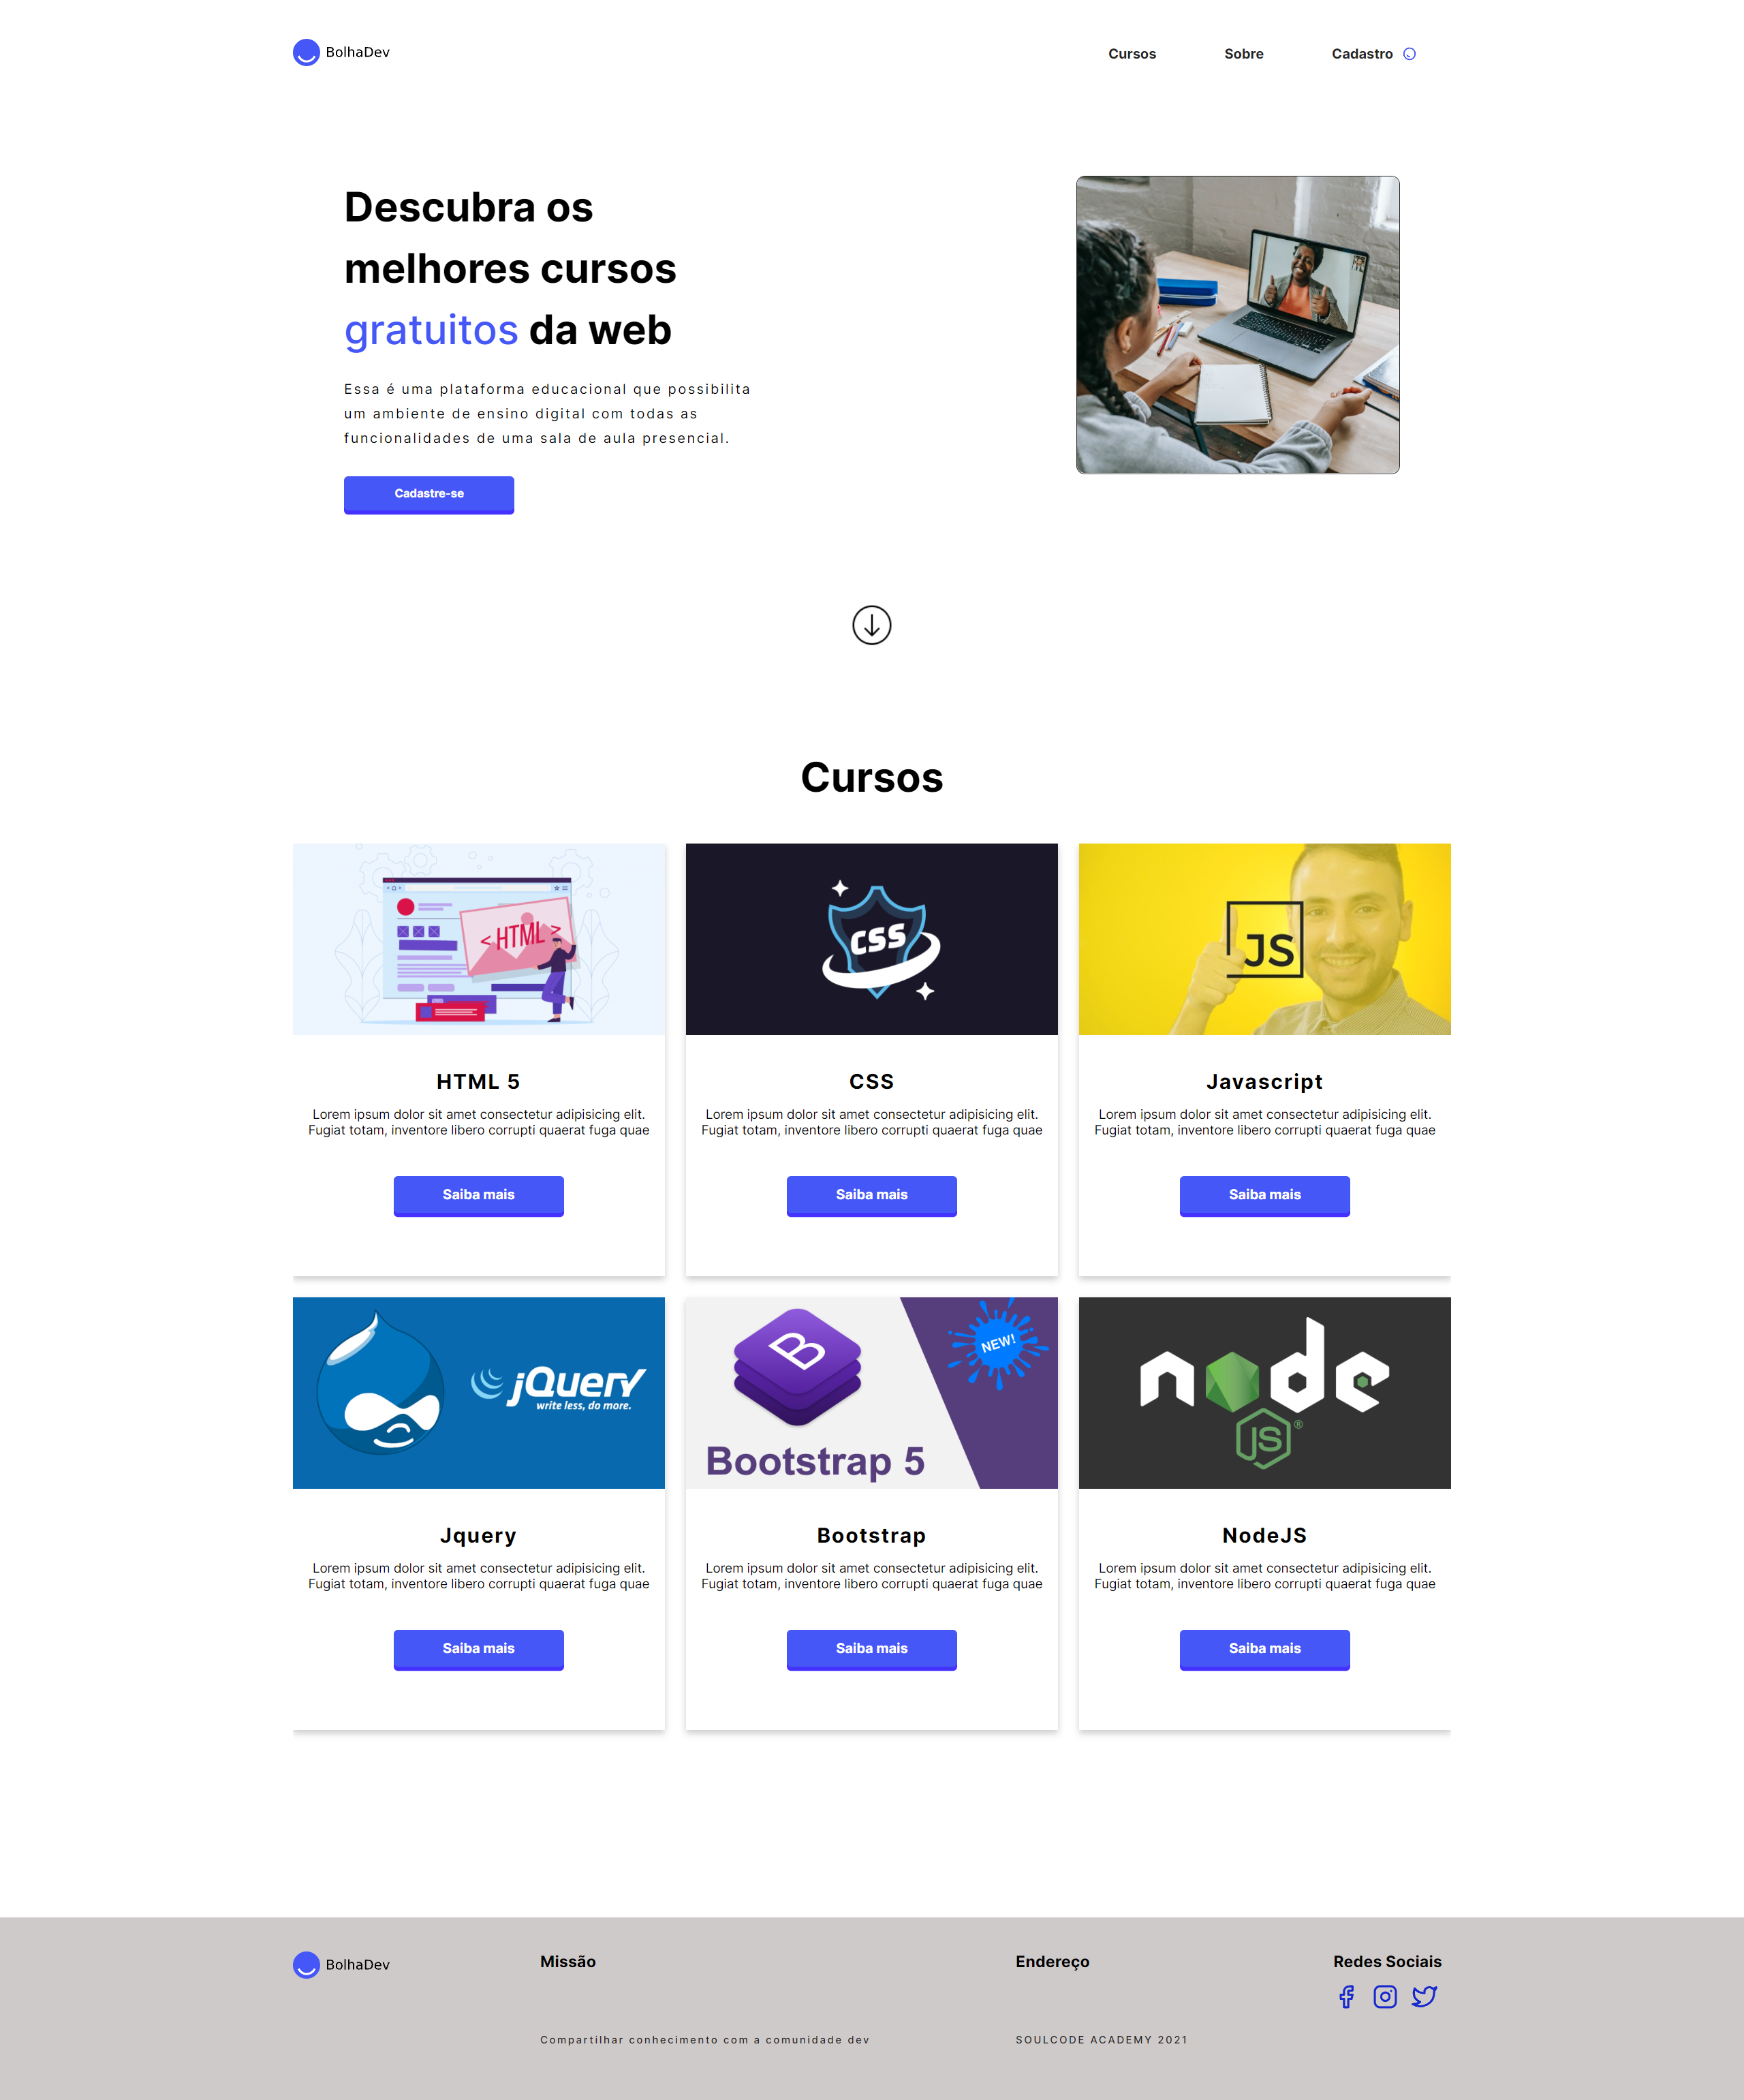 BolhaDev
Cursos
Sobre
Cadastro
Descubra os
melhores cursos
gratuitos da web
Essa é uma plataforma educacional que possibilita
um ambiente de ensino digital com todas as
funcionalidades de uma sala de aula presencial.
Cadastre-se
Cursos
< HTML >
CSS
JS
HTML 5
CSS
Javascript
Lorem ipsum dolor sit amet consectetur adipisicing elit.
Fugiat totam, inventore libero corrupti quaerat fuga quae
Lorem ipsum dolor sit amet consectetur adipisicing elit.
Fugiat totam, inventore libero corrupti quaerat fuga quae
Lorem ipsum dolor sit amet consectetur adipisicing elit.
Fugiat totam, inventore libero corrupti quaerat fuga quae
Saiba mais
Saiba mais
Saiba mais
jQuery
write less, do more.
B
NEW!
Bootstrap 5
node
JS®
Jquery
Bootstrap
NodeJS
Lorem ipsum dolor sit amet consectetur adipisicing elit.
Fugiat totam, inventore libero corrupti quaerat fuga quae
Lorem ipsum dolor sit amet consectetur adipisicing elit.
Fugiat totam, inventore libero corrupti quaerat fuga quae
Lorem ipsum dolor sit amet consectetur adipisicing elit.
Fugiat totam, inventore libero corrupti quaerat fuga quae
Saiba mais
Saiba mais
Saiba mais
BolhaDev
Missão
Compartilhar conhecimento com a comunidade dev
Endereço
SOULCODE ACADEMY 2021
Redes Sociais